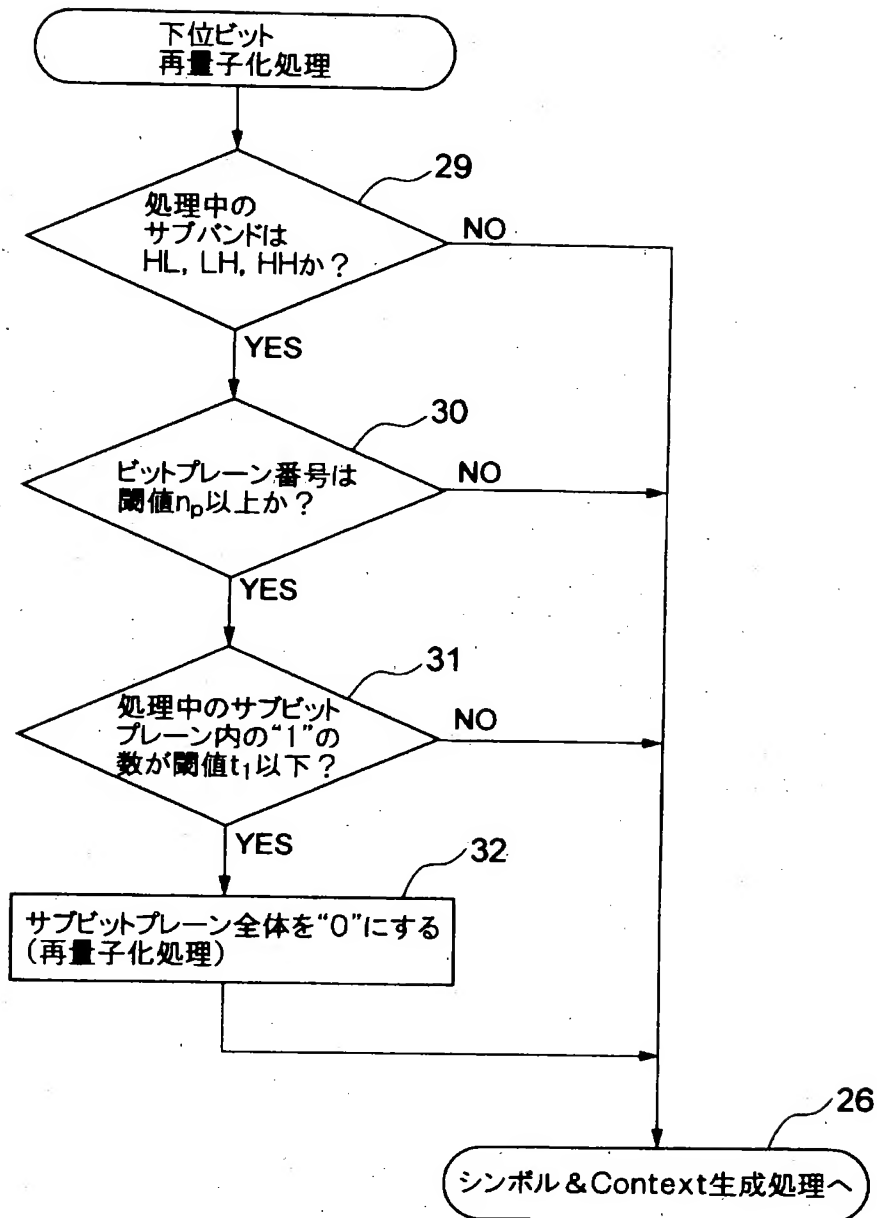 下位ビット
再量子化処理
29
処理中の
サブバンドは
HL, LH, HHか?
NO
YES
30
ビットプレーン番号は
閾値np以上か?
NO
YES
31
処理中のサブビット
プレーン内の“1”の
数が閾値t1以下?
NO
YES
32
サブビットプレーン全体を“0”にする
(再量子化処理)
26
シンボル&Context生成処理へ